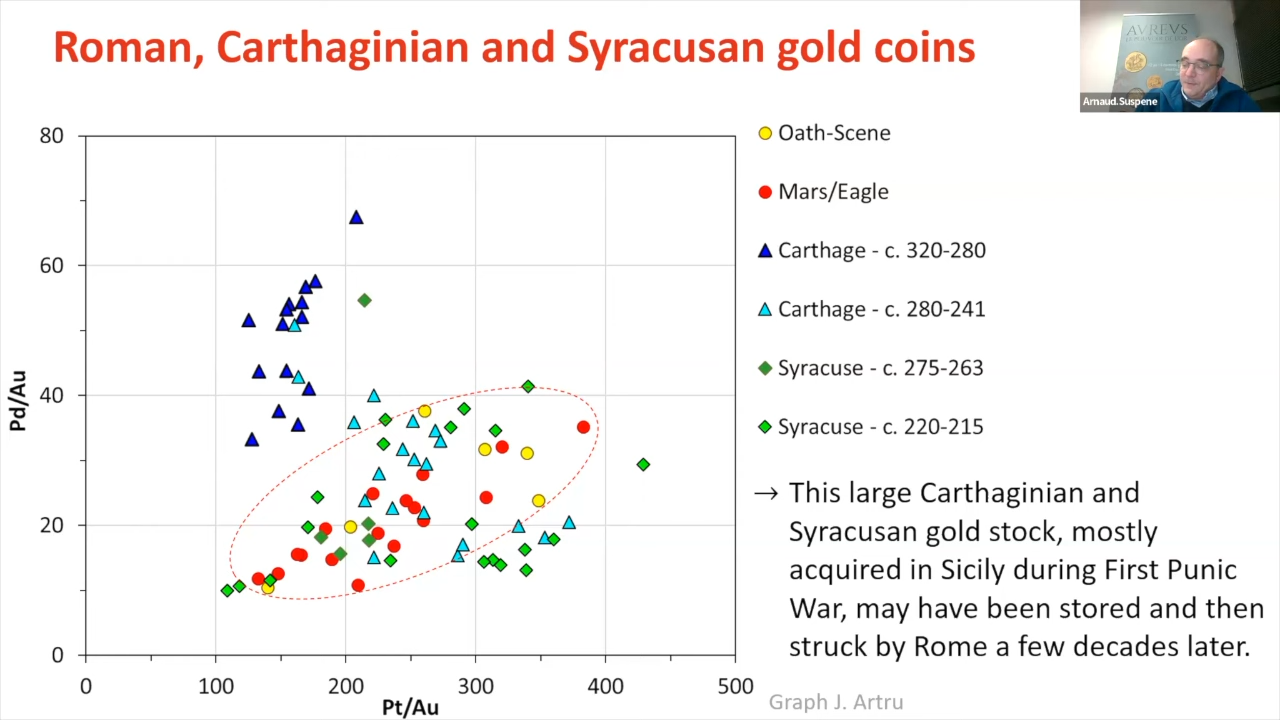 Roman, Carthaginian and Syracusan gold coins
AVREVS
Arnaud.Suspene
80
60
40
20
0
Pd/Au
0
100
200
300
400
500
Pt/Au
Oath-Scene
Mars/Eagle
Carthage - c. 320-280
Carthage - c. 280-241
Syracuse - c. 275-263
Syracuse - c. 220-215
→ This large Carthaginian and
Syracusan gold stock, mostly
acquired in Sicily during First Punic
War, may have been stored and then
struck by Rome a few decades later.
Graph J. Artru